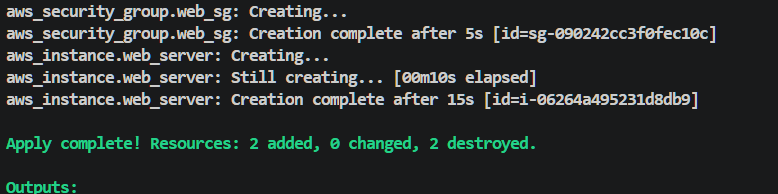 aws_security_group.web_sg: Creating...
aws_security_group.web_sg: Creation complete after 5s [id=sg-090242cc3f0fec10c]
aws_instance.web_server: Creating...
aws_instance.web_server: Still creating... [00m10s elapsed]
aws_instance.web_server: Creation complete after 15s [id=i-06264a495231d8db9]
Apply complete! Resources: 2 added, 0 changed, 2 destroyed.
Outputs: